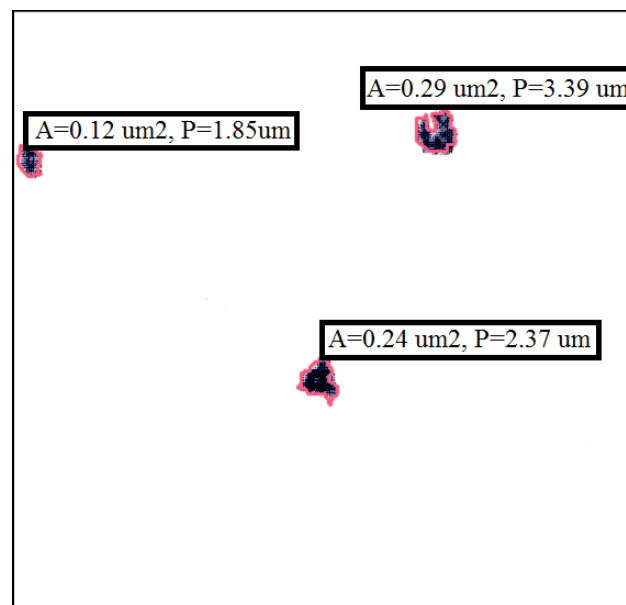 A=0.29 um2, P=3.39 um
A=0.12 um2, P=1.85um
A=0.24 um2, P=2.37 um